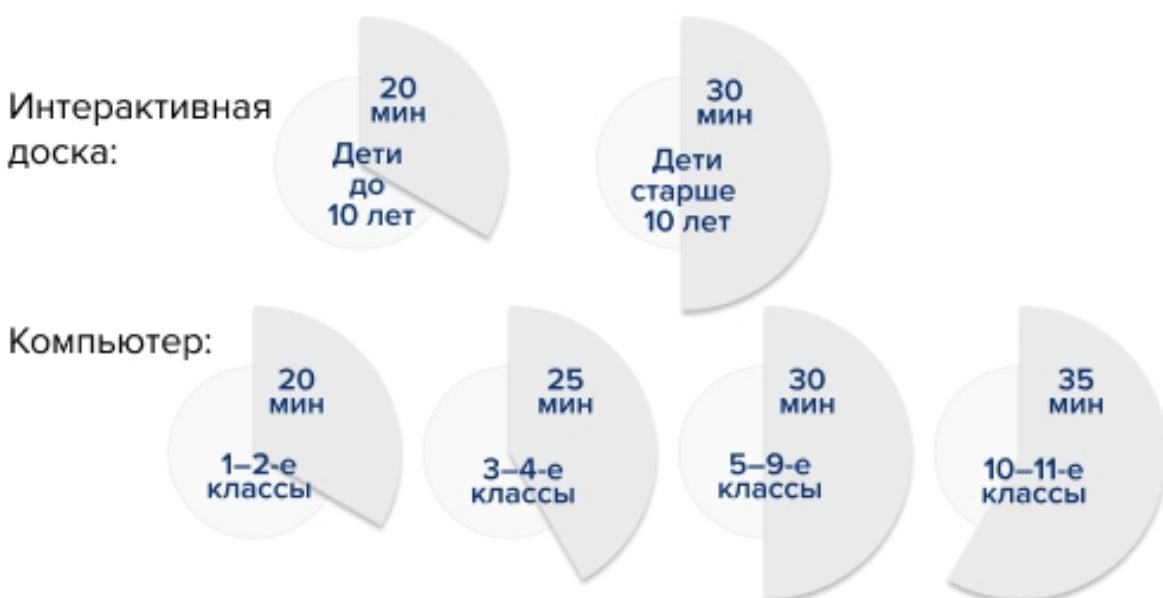 Интерактивная
доска:
20
мин
Дети
до
10 лет
30
мин
Дети
старше
10 лет
Компьютер:
20
мин
1–2-е
классы
25
мин
3–4-е
классы
30
мин
5–9-е
классы
35
мин
10–11-е
классы